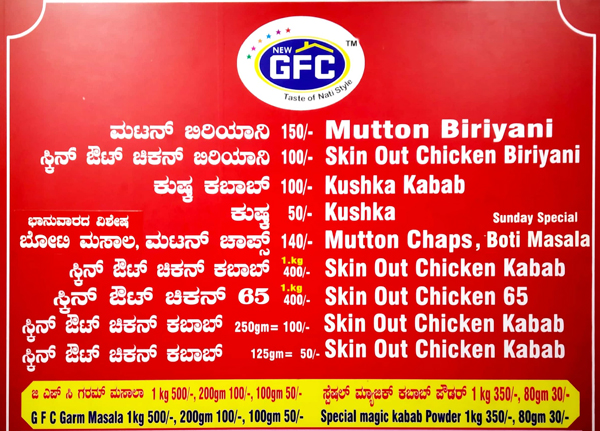 NEW
GFC TM
Taste of Nati Style
ಮಟನ್ ಬಿರಿಯಾನಿ 150/- Mutton Biriyani
ಸ್ಕಿನ್ ಔಟ್ ಚಿಕನ್ ಬಿರಿಯಾನಿ 100/- Skin Out Chicken Biriyani
ಕುಷ್ಕ ಕಬಾಬ್ 100/- Kushka Kabab
ಕುಷ್ಕ 50/- Kushka
ಭಾನುವಾರದ ವಿಶೇಷ Sunday Special
ಬೋಟಿ ಮಸಾಲ, ಮಟನ್ ಚಾಪ್ಸ್ 140/- Mutton Chaps, Boti Masala
ಸ್ಕಿನ್ ಔಟ್ ಚಿಕನ್ ಕಬಾಬ್ 1.kg 400/- Skin Out Chicken Kabab
ಸ್ಕಿನ್ ಔಟ್ ಚಿಕನ್ 65 1.kg 400/- Skin Out Chicken 65
ಸ್ಕಿನ್ ಔಟ್ ಚಿಕನ್ ಕಬಾಬ್ 250gm= 100/- Skin Out Chicken Kabab
ಸ್ಕಿನ್ ಔಟ್ ಚಿಕನ್ ಕಬಾಬ್ 125gm= 50/- Skin Out Chicken Kabab
ಜಿ ಎಫ್ ಸಿ ಗರಮ್ ಮಸಾಲಾ 1 kg 500/-, 200gm 100/-, 100gm 50/- ಸ್ಪೆಷಲ್ ಮ್ಯಾಜಿಕ್ ಕಬಾಬ್ ಪೌಡರ್ 1 kg 350/-, 80gm 30/-
G F C Garm Masala 1kg 500/-, 200gm 100/-, 100gm 50/- Special magic kabab Powder 1kg 350/-, 80gm 30/-